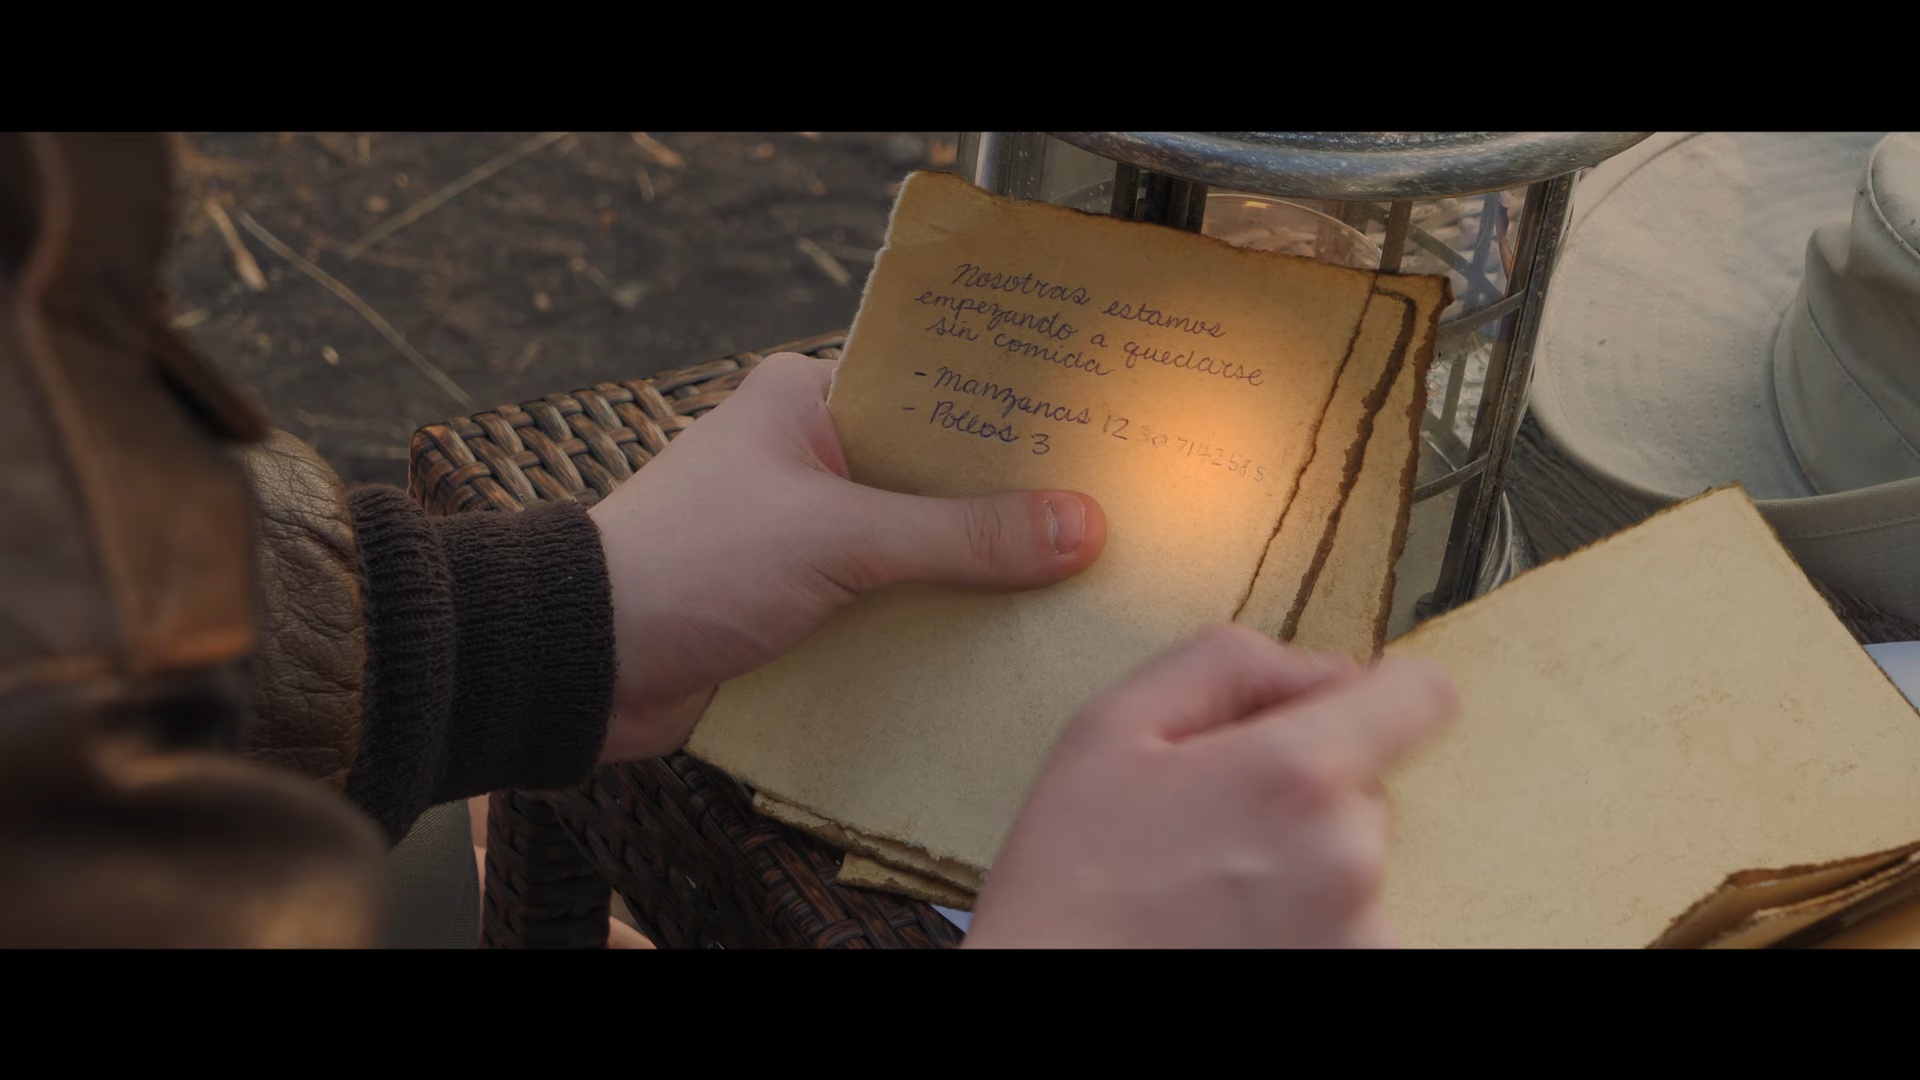 Nosotras estamos
empezando a quedarse
sin comida
- Manzanas 12
- Pollos 3